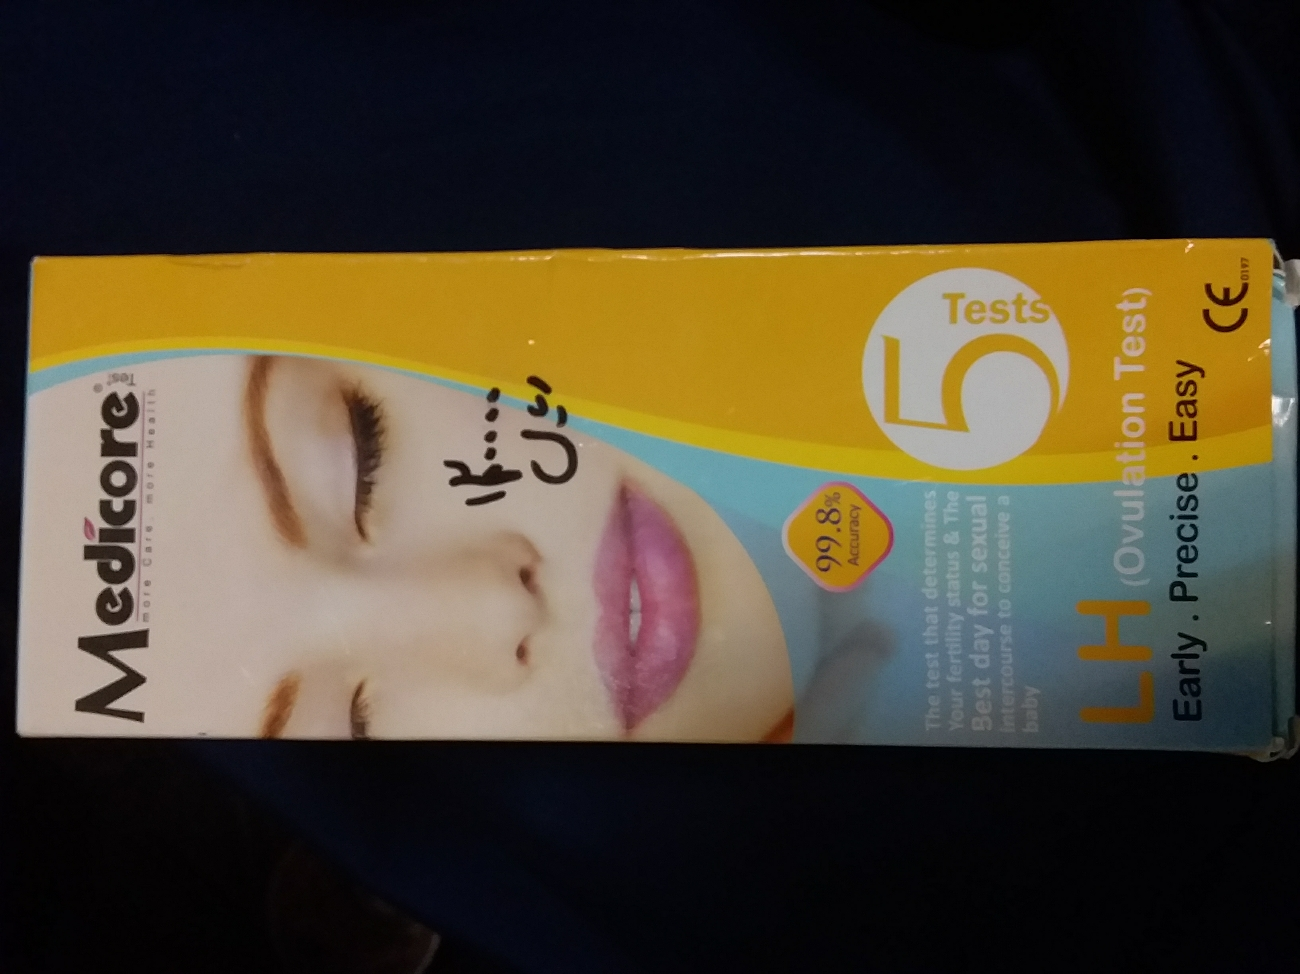 Medicore®
Test
more Care, more Health
5
Tests
99.8%
Accuracy
The test that determines
Your fertility status & The
Best day for sexual
Intercourse to conceive a
baby
LH (Ovulation Test)
Early . Precise . Easy
CE 0197